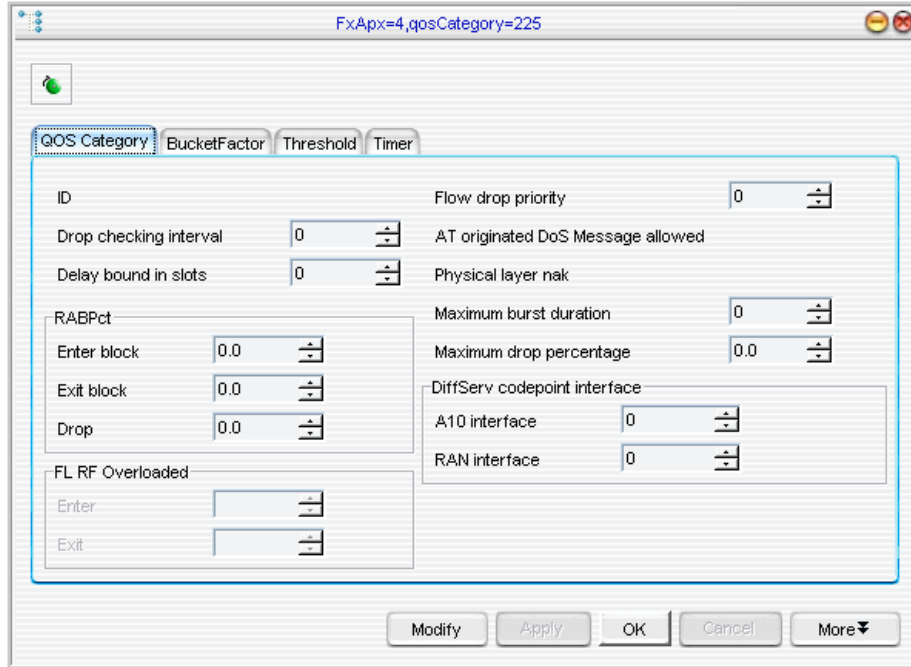 FxApx=4,qosCategory=225
QOS Category BucketFactor Threshold Timer
ID
Drop checking interval 0
Delay bound in slots 0
RABPct
Enter block 0.0
Exit block 0.0
Drop 0.0
FL RF Overloaded
Enter
Exit
Flow drop priority 0
AT originated DoS Message allowed
Physical layer nak
Maximum burst duration 0
Maximum drop percentage 0.0
DiffServ codepoint interface
A10 interface 0
RAN interface 0
Modify Apply OK Cancel More